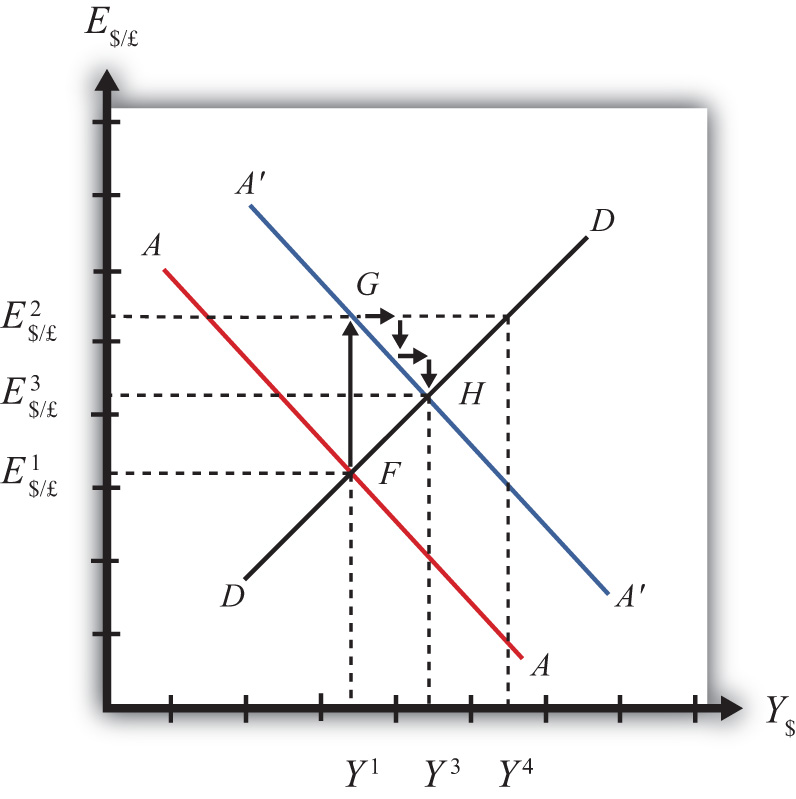 E$/£
A′
A
D
G
E²$/£
E³$/£
H
E¹$/£
F
D
A′
A
Y$
Y¹ Y³ Y⁴